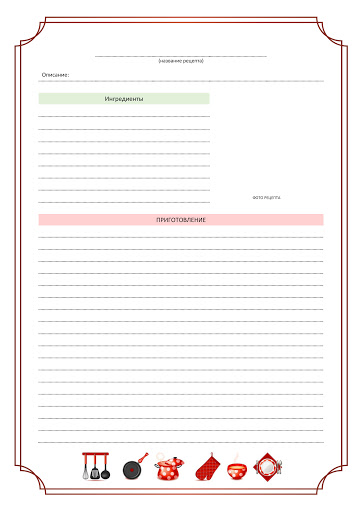 (название рецепта)
Описание:
Ингредиенты
ФОТО РЕЦЕПТА
ПРИГОТОВЛЕНИЕ